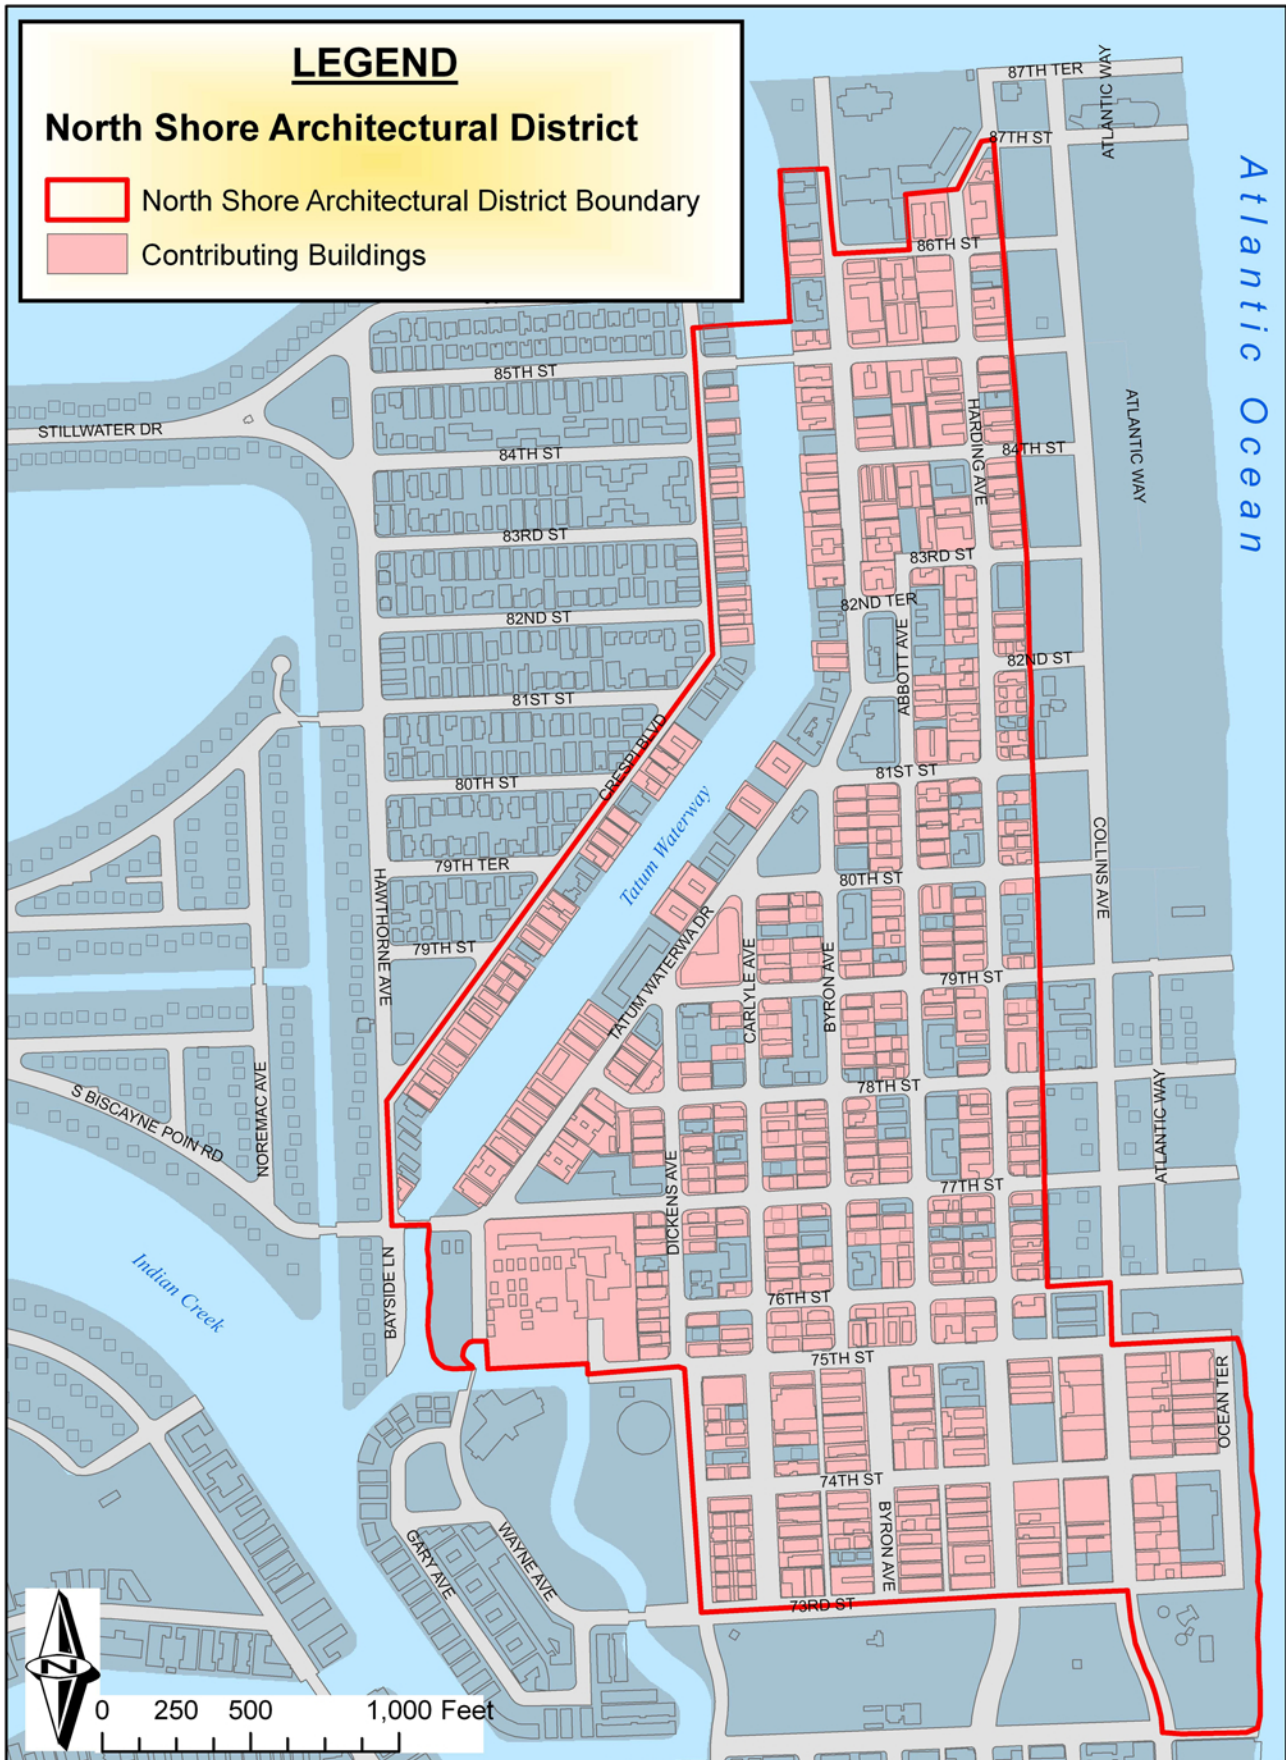 LEGEND
North Shore Architectural District
North Shore Architectural District Boundary
Contributing Buildings
87TH TER
ATLANTIC WAY
87TH ST
86TH ST
Atlantic Ocean
85TH ST
STILLWATER DR
84TH ST
HARDING AVE
84TH ST
ATLANTIC WAY
83RD ST
83RD ST
82ND TER
82ND ST
ABBOTT AVE
82ND ST
81ST ST
CRESPI BLVD
81ST ST
80TH ST
Tatum Waterway
COLLINS AVE
79TH TER
80TH ST
HAWTHORNE AVE
79TH ST
TATUM WATERWA DR
CARLYLE AVE
BYRON AVE
79TH ST
78TH ST
S BISCAYNE POIN RD
NOREMAC AVE
ATLANTIC WAY
DICKENS AVE
77TH ST
Indian Creek
BAYSIDE LN
76TH ST
75TH ST
OCEAN TER
74TH ST
BYRON AVE
GARY AVE
WAYNE AVE
73RD ST
N
0 250 500 1,000 Feet